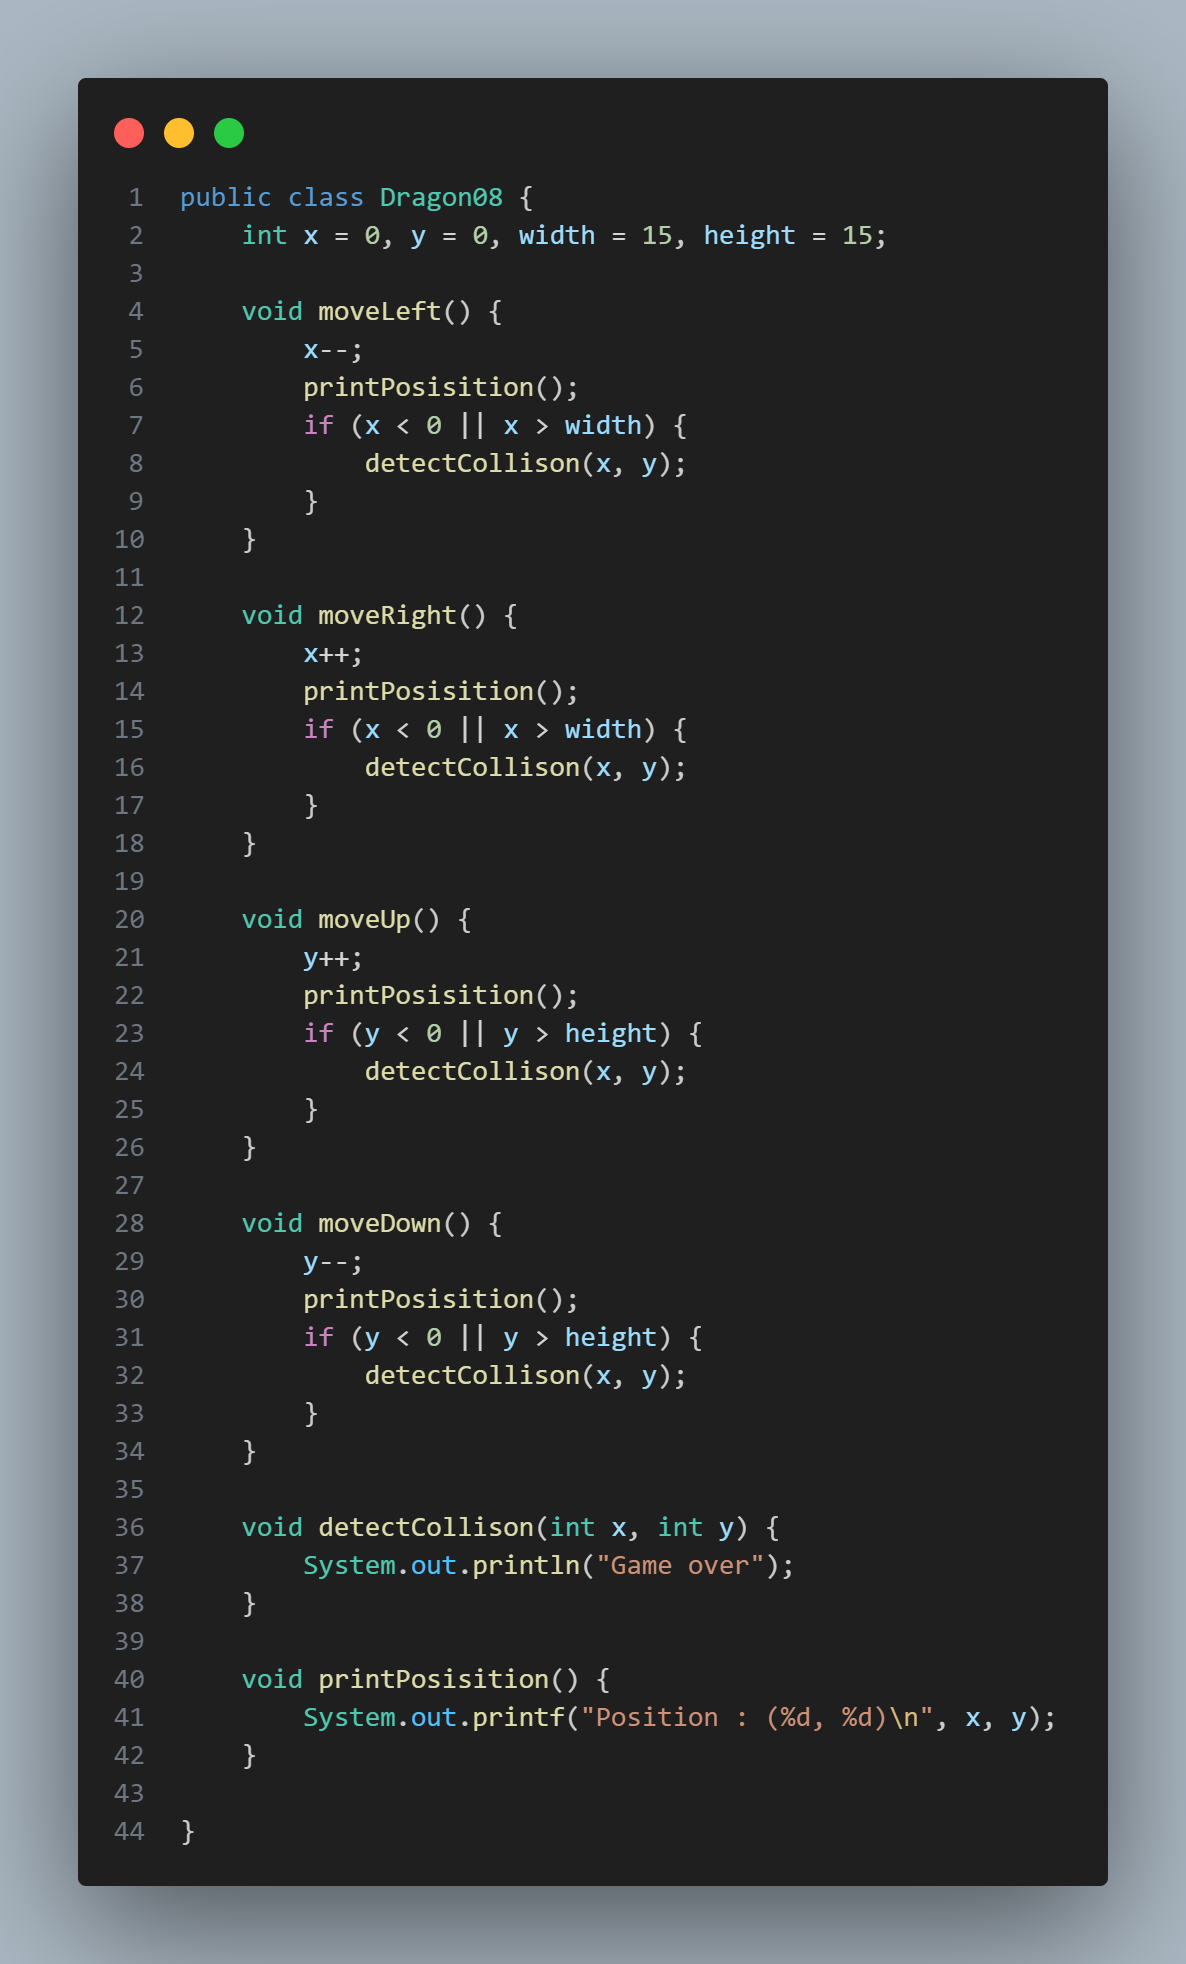 1 public class Dragon08 {
2     int x = 0, y = 0, width = 15, height = 15;
3
4     void moveLeft() {
5         x--;
6         printPosisition();
7         if (x < 0 || x > width) {
8             detectCollison(x, y);
9         }
10     }
11
12     void moveRight() {
13         x++;
14         printPosisition();
15         if (x < 0 || x > width) {
16             detectCollison(x, y);
17         }
18     }
19
20     void moveUp() {
21         y++;
22         printPosisition();
23         if (y < 0 || y > height) {
24             detectCollison(x, y);
25         }
26     }
27
28     void moveDown() {
29         y--;
30         printPosisition();
31         if (y < 0 || y > height) {
32             detectCollison(x, y);
33         }
34     }
35
36     void detectCollison(int x, int y) {
37         System.out.println("Game over");
38     }
39
40     void printPosisition() {
41         System.out.printf("Position : (%d, %d)\n", x, y);
42     }
43
44 }